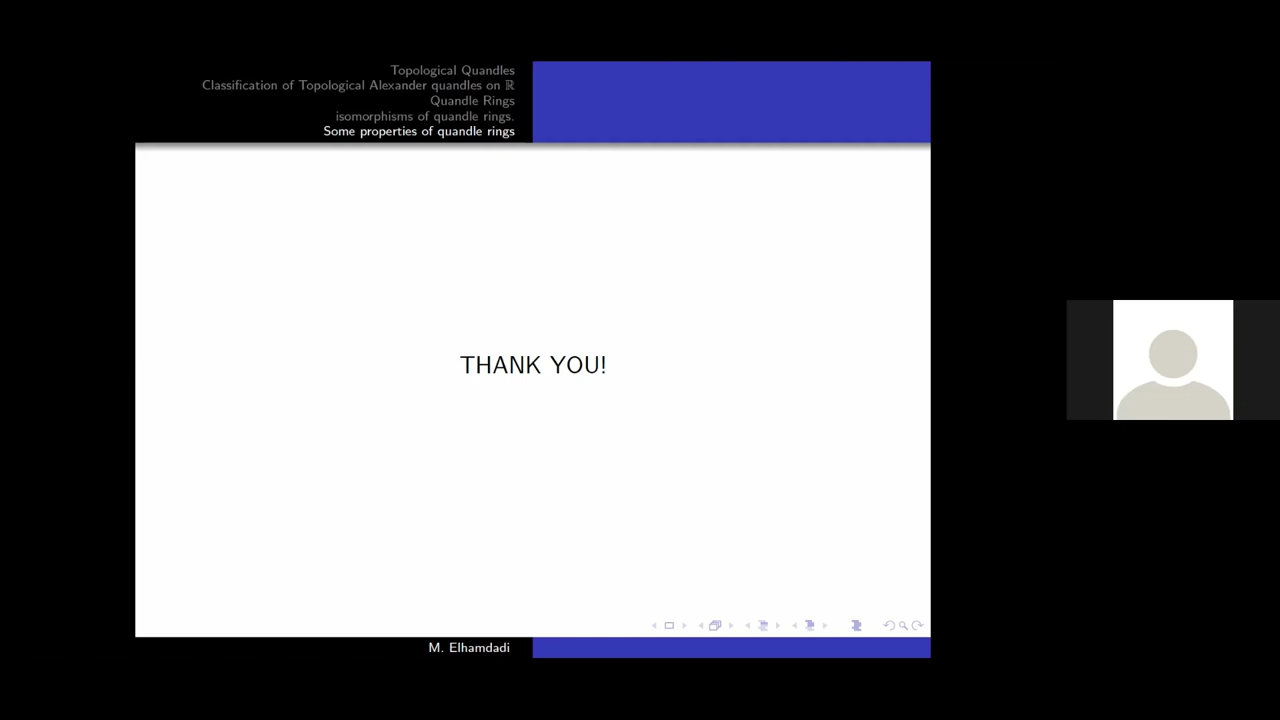 Topological Quandles
Classification of Topological Alexander quandles on ℝ
Quandle Rings
isomorphisms of quandle rings.
Some properties of quandle rings
THANK YOU!
M. Elhamdadi